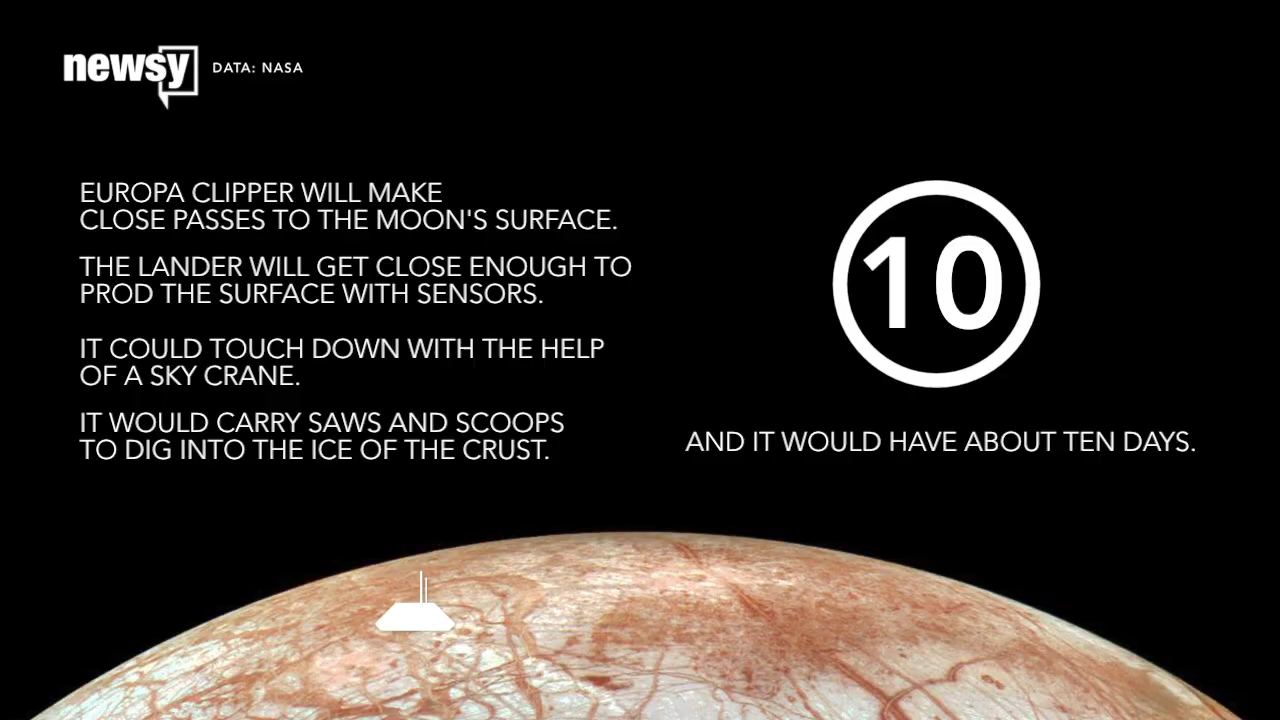 newsy
DATA: NASA
EUROPA CLIPPER WILL MAKE
CLOSE PASSES TO THE MOON'S SURFACE.
THE LANDER WILL GET CLOSE ENOUGH TO
PROD THE SURFACE WITH SENSORS.
IT COULD TOUCH DOWN WITH THE HELP
OF A SKY CRANE.
IT WOULD CARRY SAWS AND SCOOPS
TO DIG INTO THE ICE OF THE CRUST.
10
AND IT WOULD HAVE ABOUT TEN DAYS.